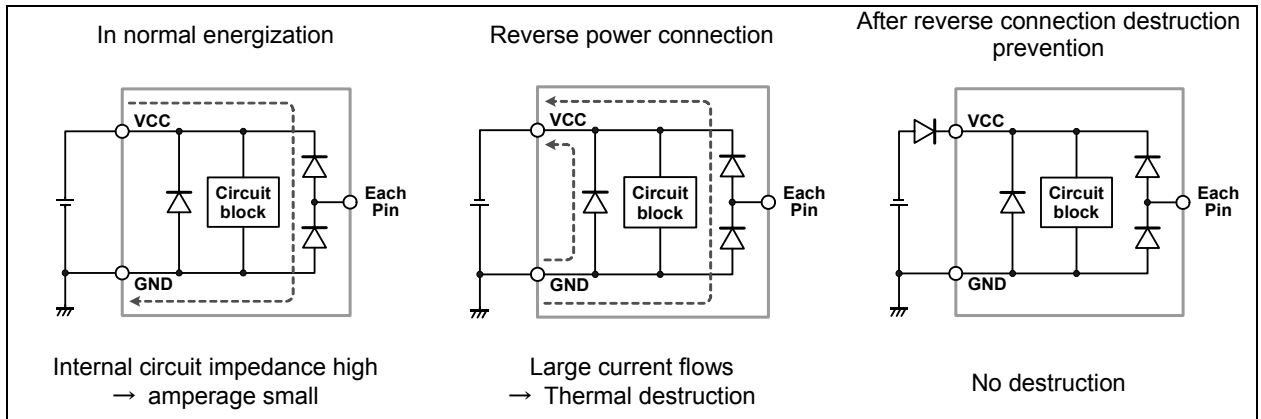 In normal energization
VCC
Circuit
block
Each
Pin
GND
Internal circuit impedance high
→ amperage small
Reverse power connection
VCC
Circuit
block
Each
Pin
GND
Large current flows
→ Thermal destruction
After reverse connection destruction
prevention
VCC
Circuit
block
Each
Pin
GND
No destruction